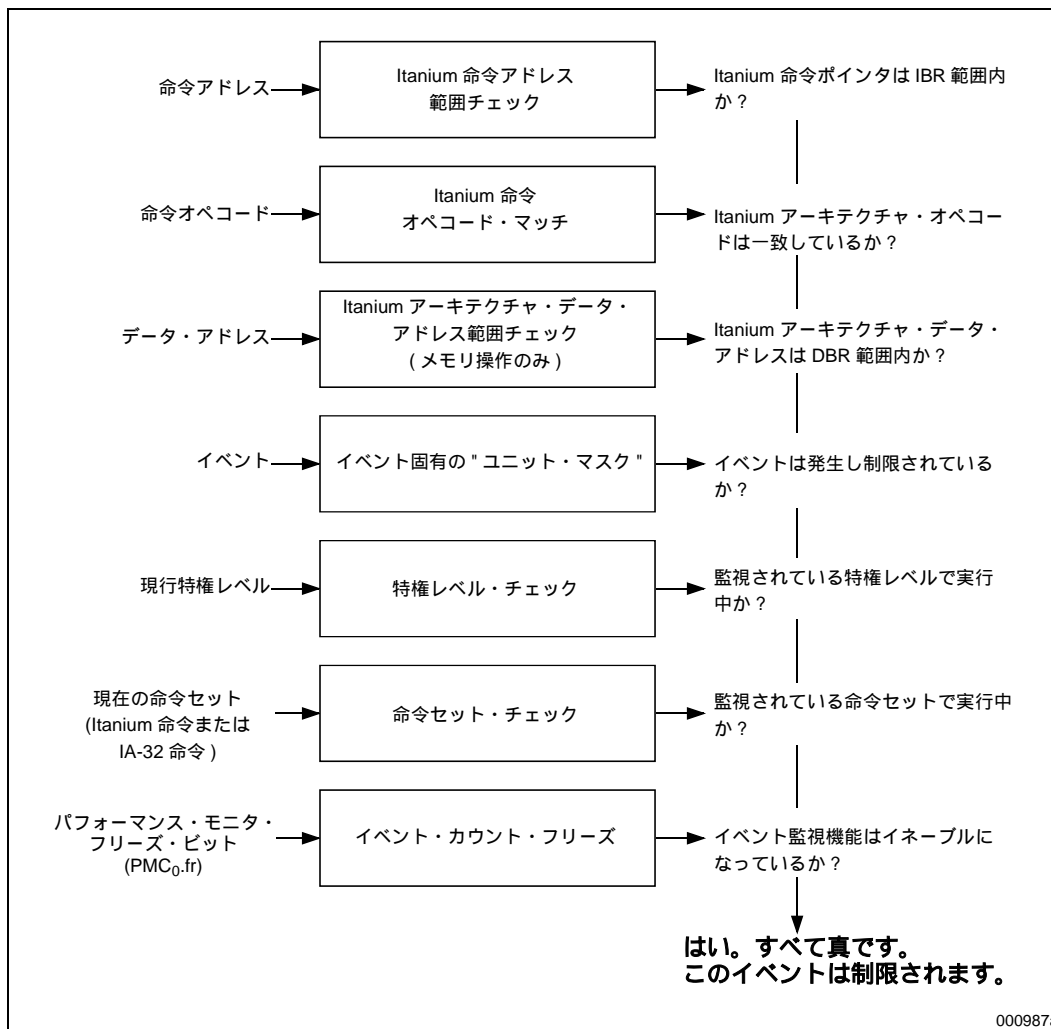 命令アドレス
Itanium 命令アドレス
範囲チェック
Itanium 命令ポインタは IBR 範囲内
か ?
命令オペコード
Itanium 命令
オペコード・マッチ
Itanium アーキテクチャ・オペコー
ドは一致しているか ?
データ・アドレス
Itanium アーキテクチャ・データ・
アドレス範囲チェック
( メモリ操作のみ )
Itanium アーキテクチャ・データ・
アドレスは DBR 範囲内か ?
イベント
イベント固有の " ユニット・マスク "
イベントは発生し制限されている
か ?
現行特権レベル
特権レベル・チェック
監視されている特権レベルで実行
中か ?
現在の命令セット
(Itanium 命令または
IA-32 命令 )
命令セット・チェック
監視されている命令セットで実行中
か ?
パフォーマンス・モニタ・
フリーズ・ビット
(PMC0.fr)
イベント・カウント・フリーズ
イベント監視機能はイネーブルに
なっているか ?
はい。すべて真です。
このイベントは制限されます。